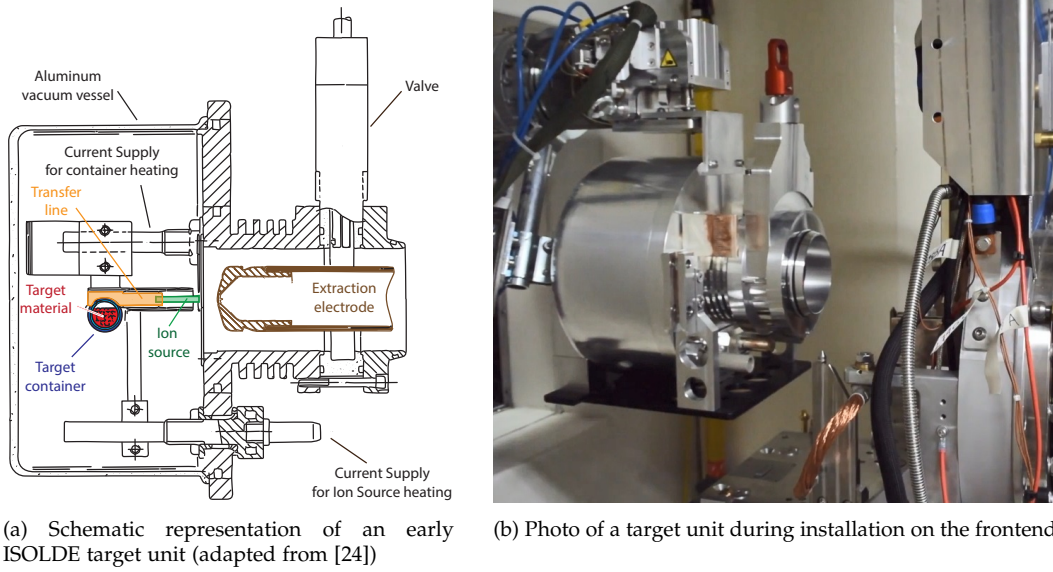 Aluminum
vacuum vessel
Valve
Current Supply
for container heating
Transfer
line
Target
material
Extraction
electrode
Ion
source
Target
container
Current Supply
for Ion Source heating
(a) Schematic representation of an early
ISOLDE target unit (adapted from [24])
(b) Photo of a target unit during installation on the frontend